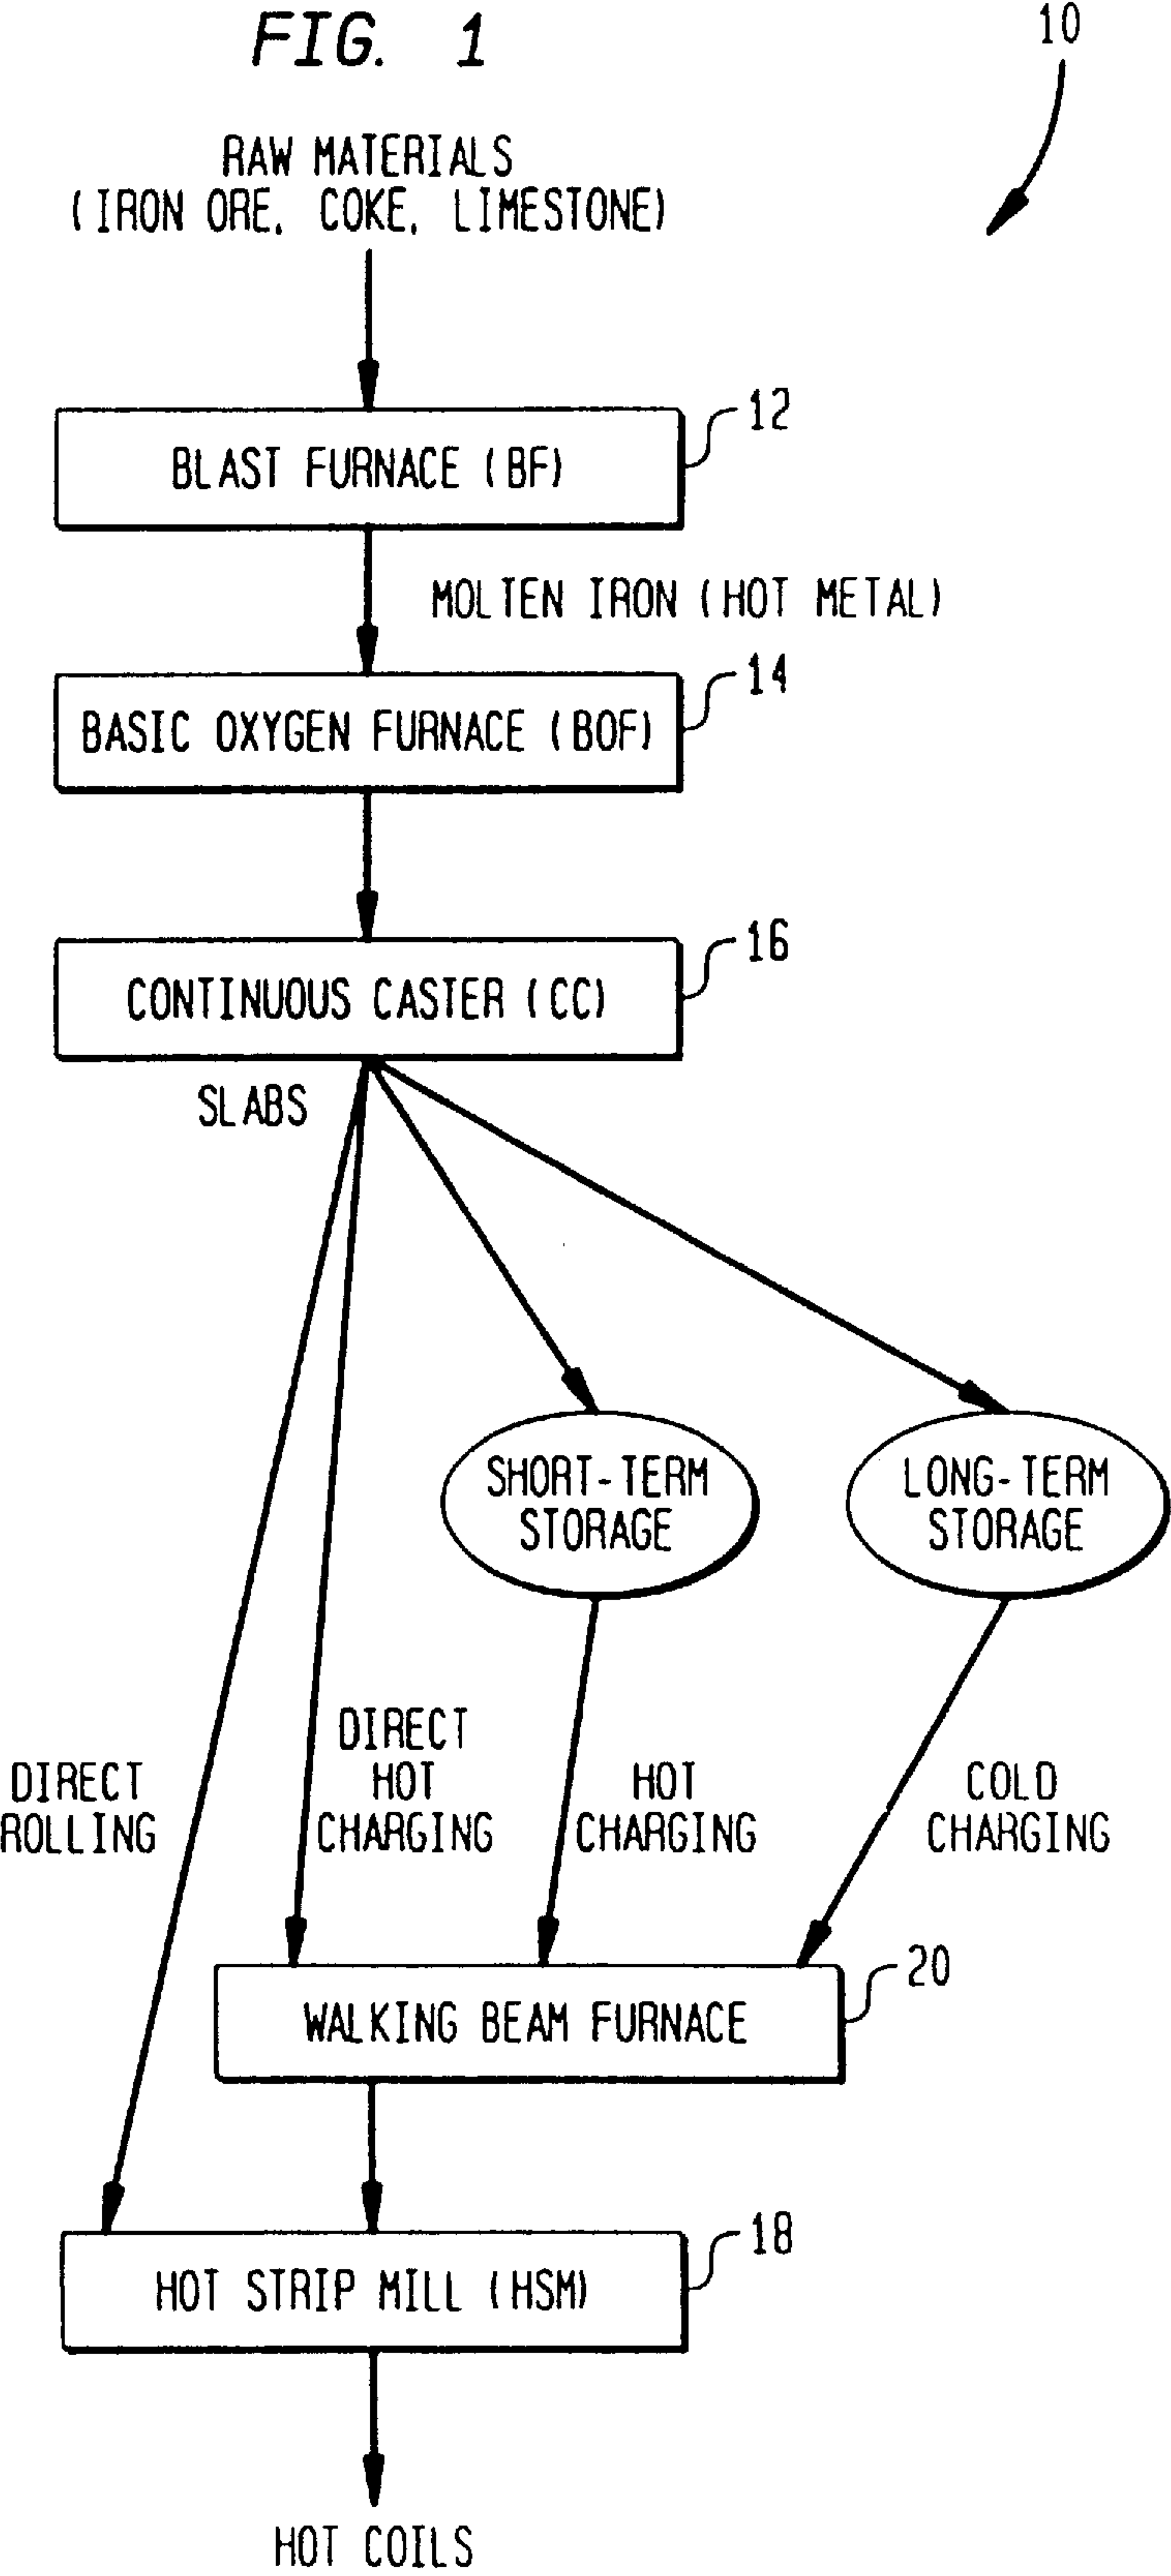 FIG. 1
10
RAW MATERIALS
(IRON ORE, COKE, LIMESTONE)
12
BLAST FURNACE (BF)
MOLTEN IRON (HOT METAL)
14
BASIC OXYGEN FURNACE (BOF)
16
CONTINUOUS CASTER (CC)
SLABS
SHORT-TERM
STORAGE
LONG-TERM
STORAGE
DIRECT
ROLLING
DIRECT
HOT
CHARGING
HOT
CHARGING
COLD
CHARGING
20
WALKING BEAM FURNACE
18
HOT STRIP MILL (HSM)
HOT COILS